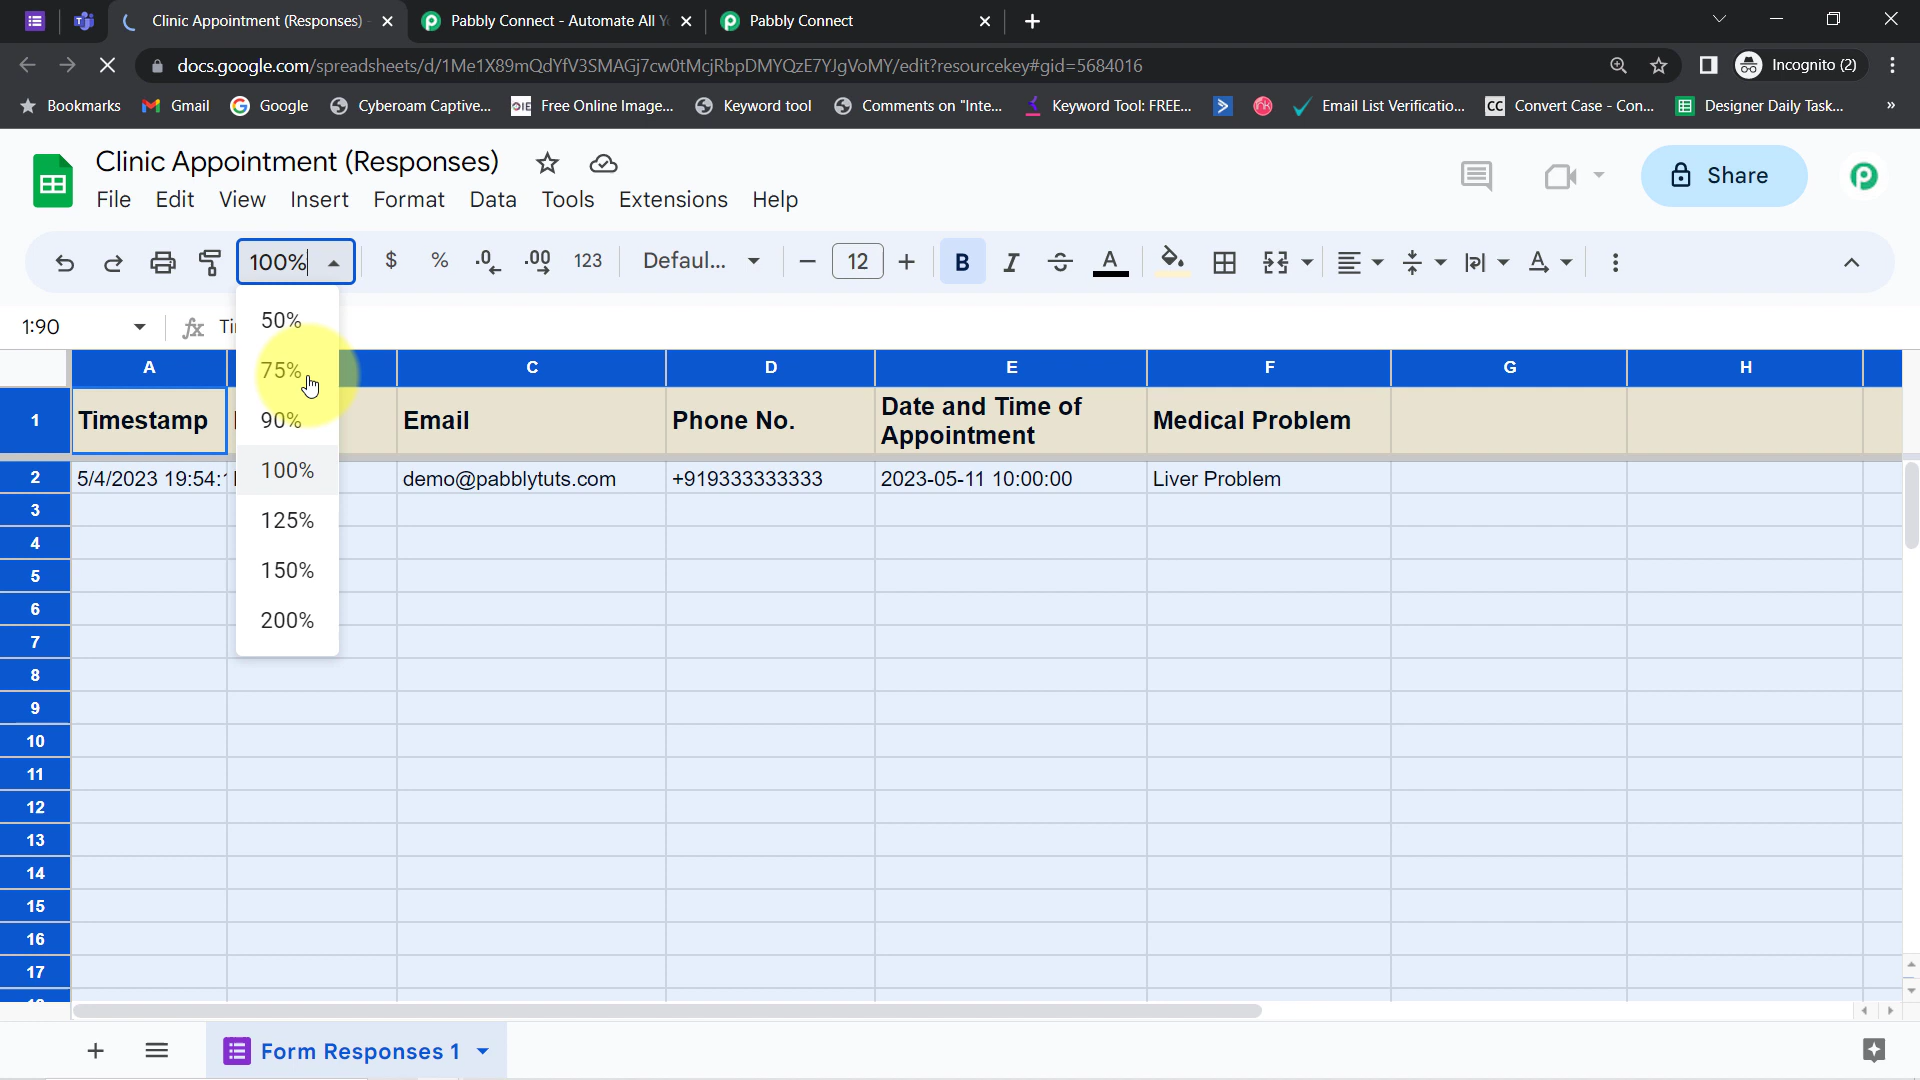 Clinic Appointment (Responses) -
Pabbly Connect - Automate All Y
Pabbly Connect
docs.google.com/spreadsheets/d/1Me1X89mQdYfV3SMAGj7cw0tMcjRbpDMYQzE7YJgVoMY/edit?resourcekey#gid=5684016
Incognito (2)
Bookmarks
Gmail
Google
Cyberoam Captive...
OIE Free Online Image...
Keyword tool
Comments on "Inte...
Keyword Tool: FREE...
Email List Verificatio...
CC Convert Case - Con...
Designer Daily Task...
»
Clinic Appointment (Responses)
File Edit View Insert Format Data Tools Extensions Help
Share
100%
$ % .0 .00 123 Defaul... − 12 + B I A
1:90
fx
50%
75%
90%
100%
125%
150%
200%
A C D E F G H
1 Timestamp Email Phone No. Date and Time of Appointment Medical Problem
2 5/4/2023 19:54: demo@pabblytuts.com +919333333333 2023-05-11 10:00:00 Liver Problem
3
4
5
6
7
8
9
10
11
12
13
14
15
16
17
Form Responses 1